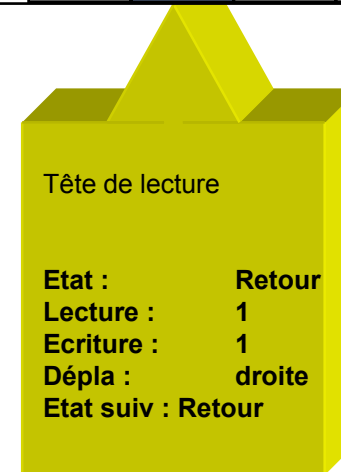 Tête de lecture
Etat : Retour
Lecture : 1
Ecriture : 1
Dépla : droite
Etat suiv : Retour